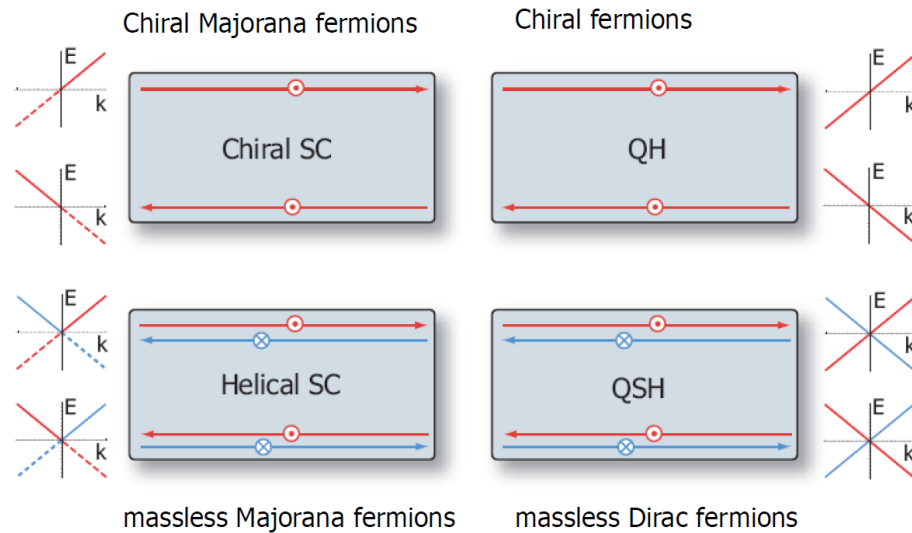 Chiral Majorana fermions
Chiral fermions
E
k
E
k
Chiral SC
QH
E
k
E
k
E
k
E
k
Helical SC
QSH
E
k
E
k
massless Majorana fermions
massless Dirac fermions